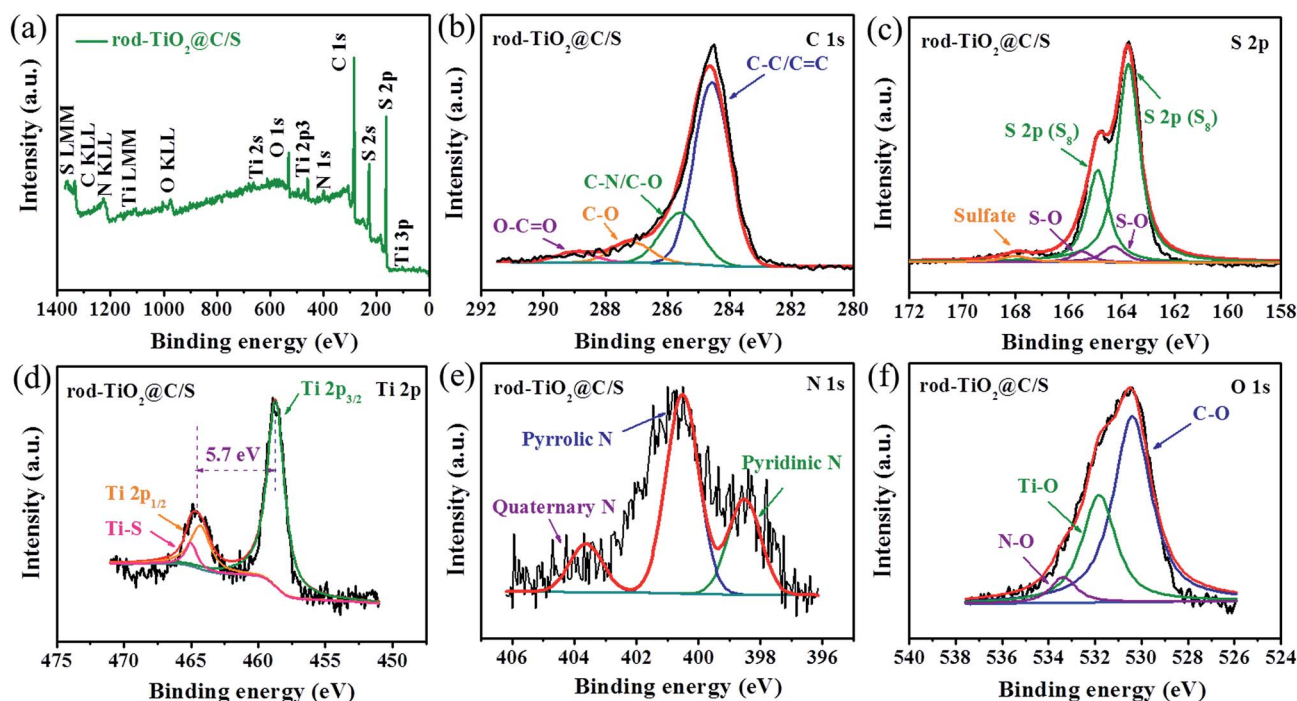 (a)
rod-TiO₂@C/S
S LMM
C KLL
N KLL
Ti LMM
O KLL
Ti 2s
O 1s
Ti 2p3
N 1s
C 1s
S 2s
S 2p
Ti 3p
Intensity (a.u.)
1400 1200 1000 800 600 400 200 0
Binding energy (eV)
(b)
rod-TiO₂@C/S
C 1s
C-C/C=C
C-N/C-O
C-O
O-C=O
Intensity (a.u.)
292 290 288 286 284 282 280
Binding energy (eV)
(c)
rod-TiO₂@C/S
S 2p
S 2p (S₈)
S 2p (S₈)
Sulfate
S-O
S-O
Intensity (a.u.)
172 170 168 166 164 162 160 158
Binding energy (eV)
(d)
rod-TiO₂@C/S
Ti 2p
Ti 2p₃/₂
5.7 eV
Ti 2p₁/₂
Ti-S
Intensity (a.u.)
475 470 465 460 455 450
Binding energy (eV)
(e)
rod-TiO₂@C/S
N 1s
Pyrrolic N
Pyridinic N
Quaternary N
Intensity (a.u.)
406 404 402 400 398 396
Binding energy (eV)
(f)
rod-TiO₂@C/S
O 1s
C-O
Ti-O
N-O
Intensity (a.u.)
540 538 536 534 532 530 528 526 524
Binding energy (eV)